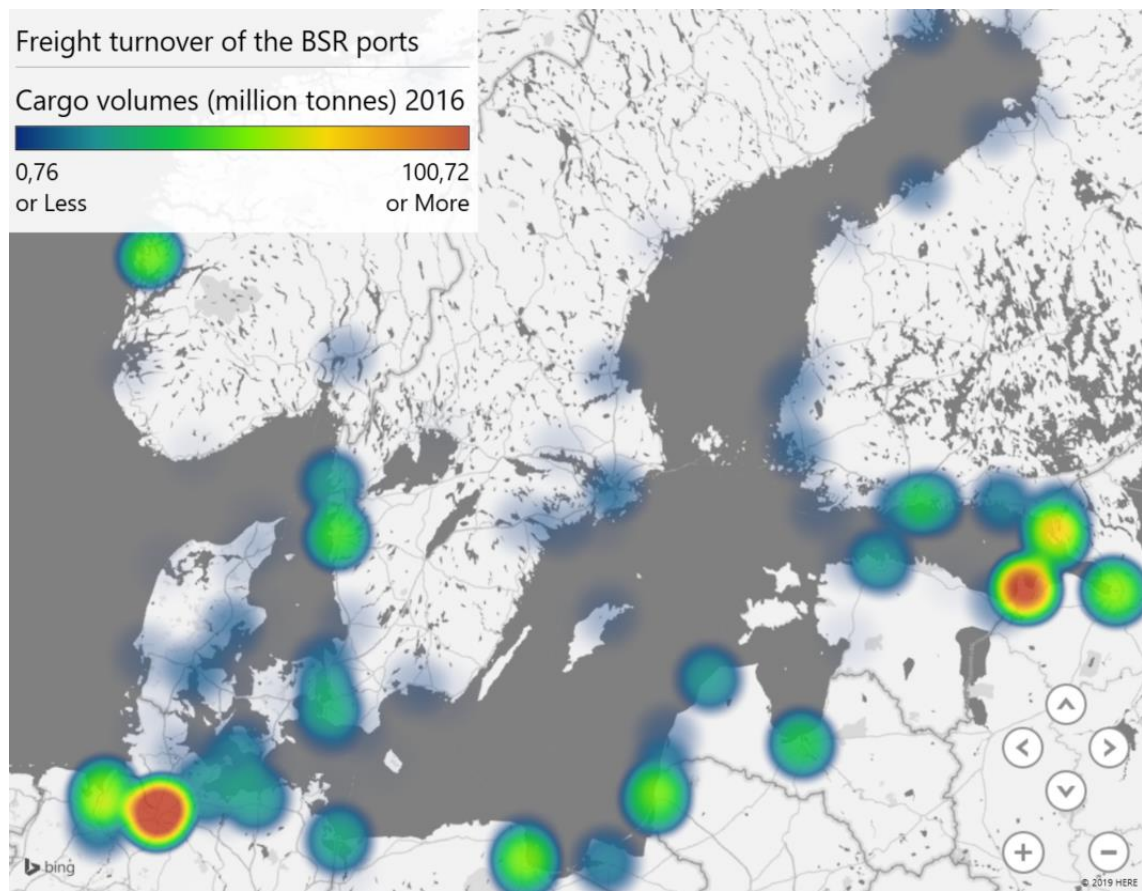 Freight turnover of the BSR ports
Cargo volumes (million tonnes) 2016
0,76 100,72
or Less or More
bing
© 2019 HERE